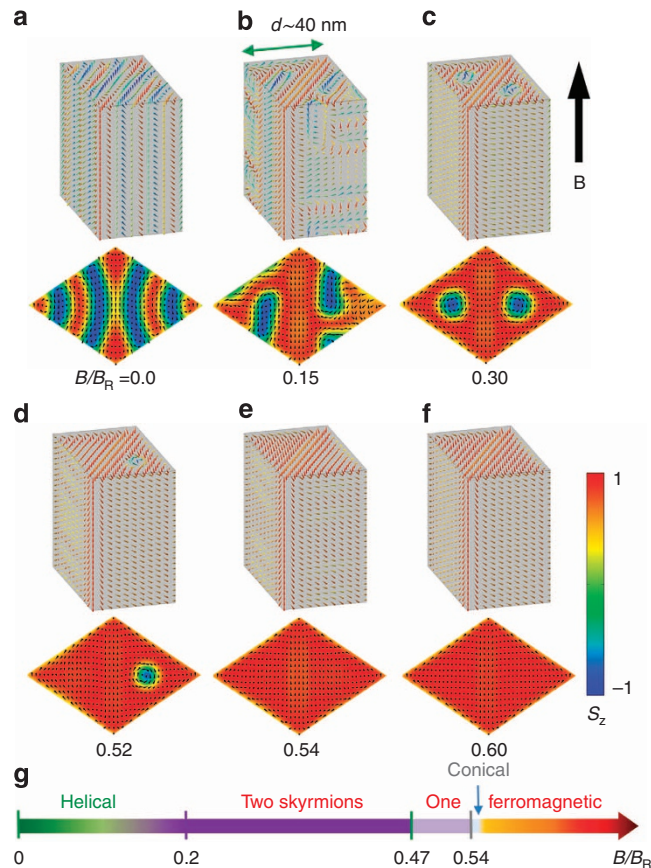 a
b
c
d~40 nm
B
B/B_R =0.0
0.15
0.30
d
e
f
1
−1
S_z
0.52
0.54
0.60
g
Conical
Helical
Two skyrmions
One
ferromagnetic
0
0.2
0.47
0.54
B/B_R